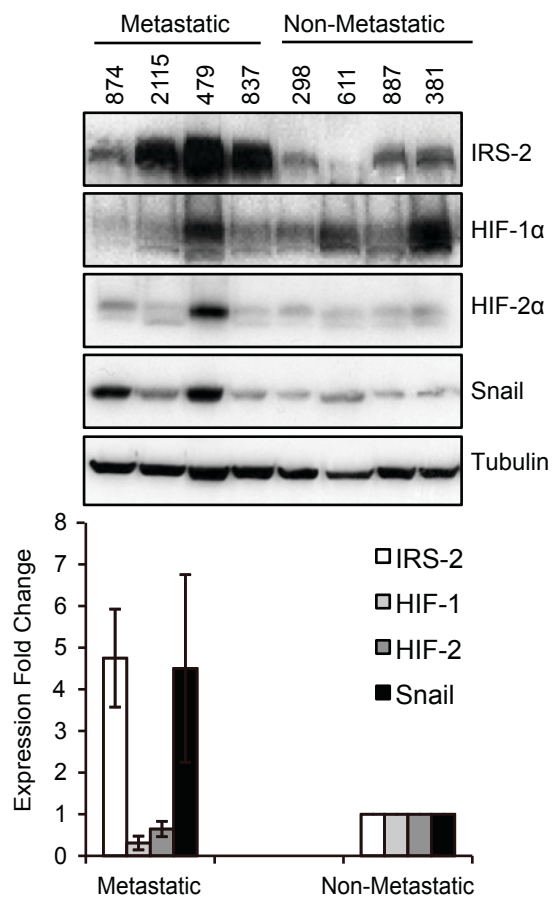 Metastatic Non-Metastatic
874 2115 479 837 298 611 887 381
IRS-2
HIF-1α
HIF-2α
Snail
Tubulin
8
7
6
5
4
3
2
1
0
Expression Fold Change
IRS-2
HIF-1
HIF-2
Snail
Metastatic Non-Metastatic